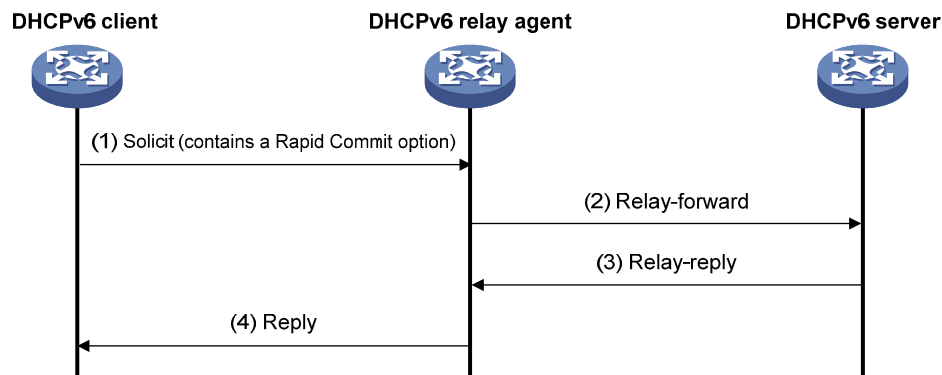 DHCPv6 client
DHCPv6 relay agent
DHCPv6 server
(1) Solicit (contains a Rapid Commit option)
(2) Relay-forward
(3) Relay-reply
(4) Reply